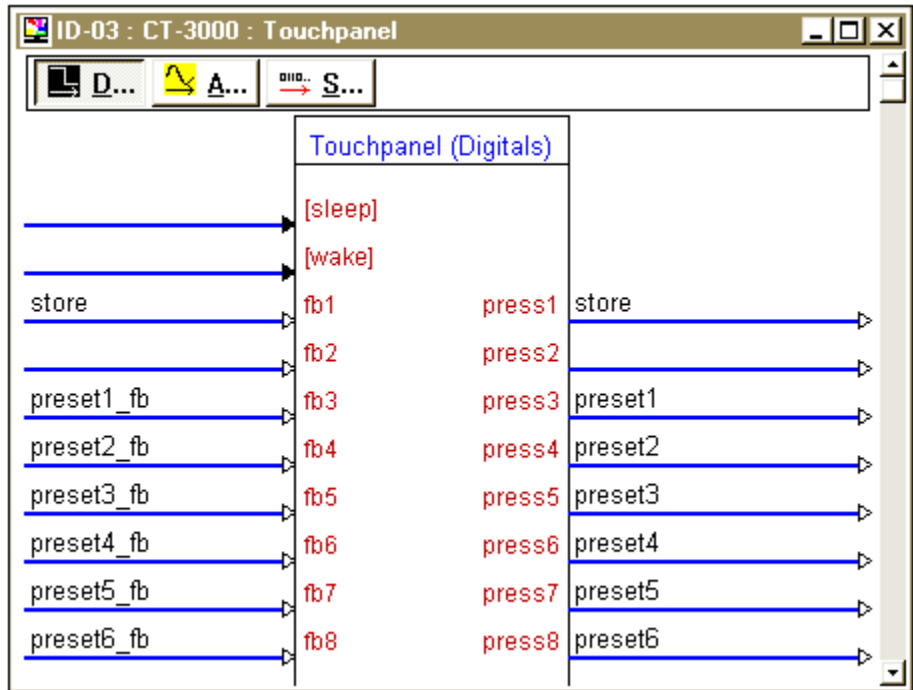 ID-03 : CT-3000 : Touchpanel
D... A... S...
Touchpanel (Digitals)
[sleep]
[wake]
store fb1 press1 store
fb2 press2
preset1_fb fb3 press3 preset1
preset2_fb fb4 press4 preset2
preset3_fb fb5 press5 preset3
preset4_fb fb6 press6 preset4
preset5_fb fb7 press7 preset5
preset6_fb fb8 press8 preset6